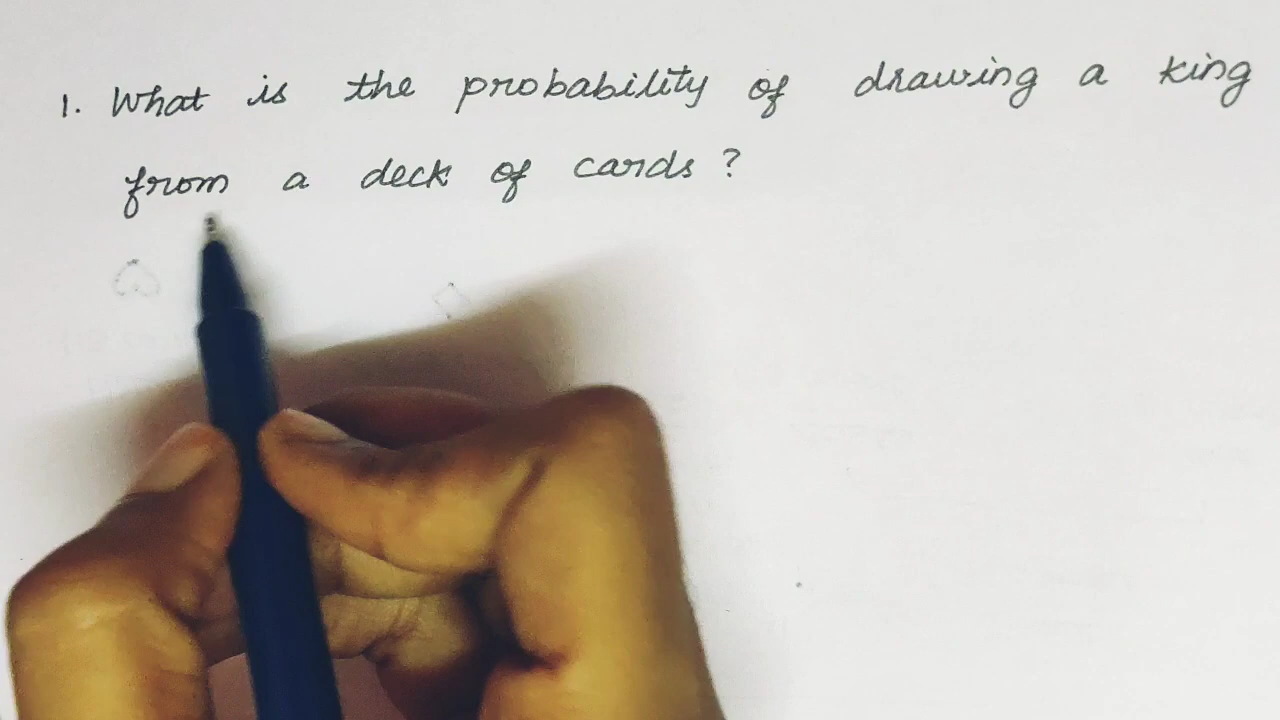 1. What is the probability of drawing a king
from a deck of cards ?